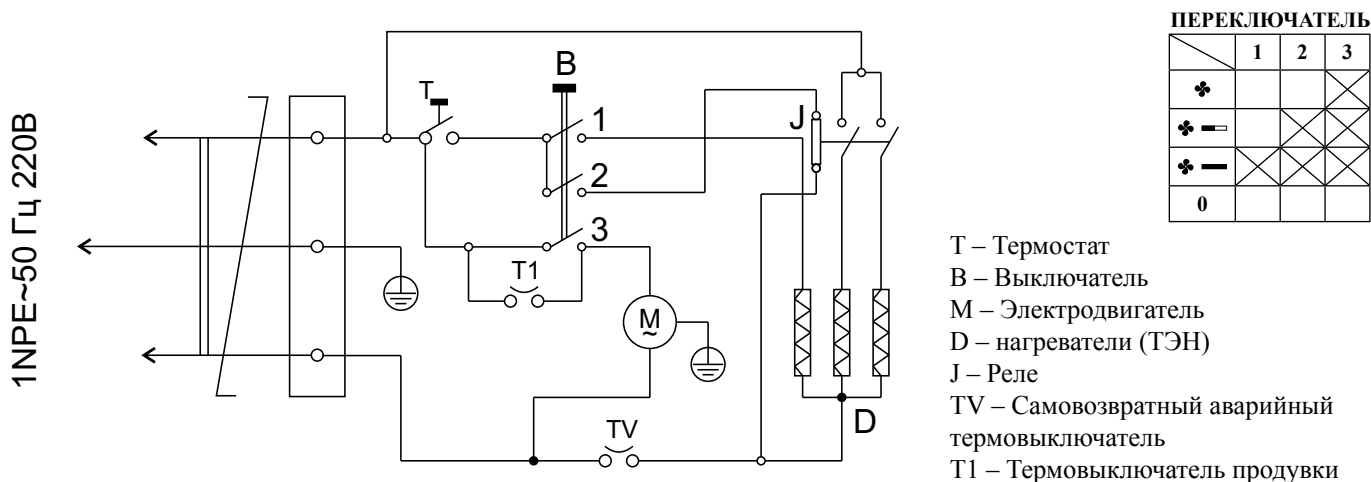 1NPE~50 Гц 220В
T
B
1
2
3
T1
M
~
TV
J
D
ПЕРЕКЛЮЧАТЕЛЬ
1 2 3
0
Т – Термостат
В – Выключатель
М – Электродвигатель
D – нагреватели (ТЭН)
J – Реле
TV – Самовозвратный аварийный
термовыключатель
Т1 – Термовыключатель продувки